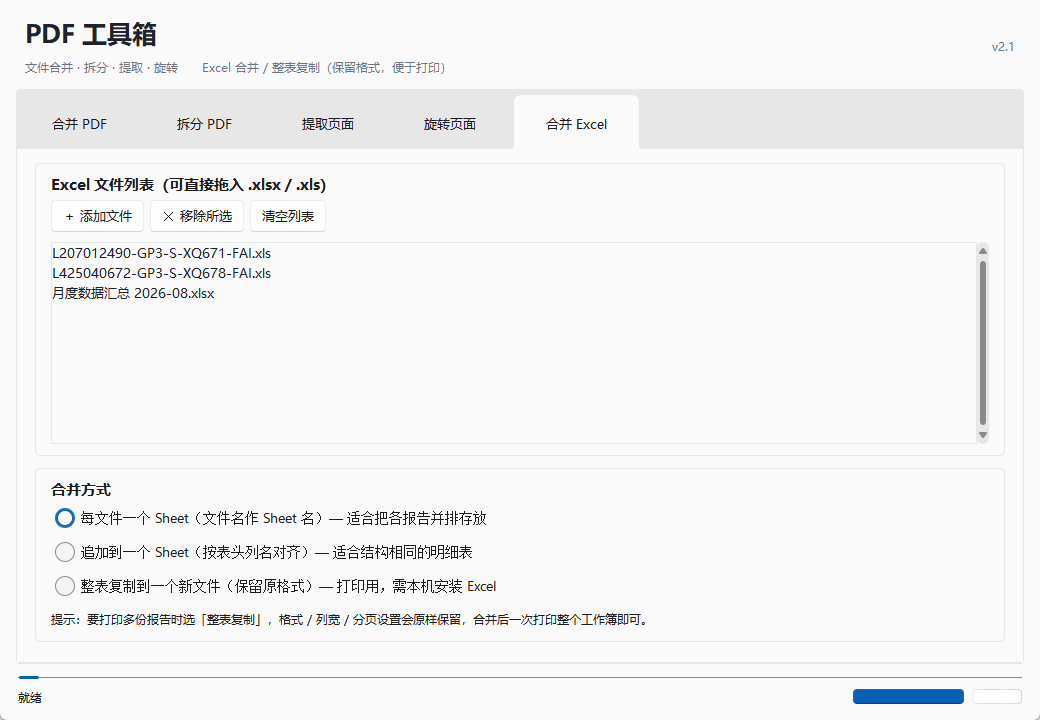 PDF 工具箱
v2.1
文件合并 · 拆分 · 提取 · 旋转 Excel 合并 / 整表复制（保留格式，便于打印）
合并 PDF 拆分 PDF 提取页面 旋转页面 合并 Excel
Excel 文件列表（可直接拖入 .xlsx / .xls）
+ 添加文件 × 移除所选 清空列表
L207012490-GP3-S-XQ671-FAI.xls
L425040672-GP3-S-XQ678-FAI.xls
月度数据汇总 2026-08.xlsx
合并方式
每文件一个 Sheet（文件名作 Sheet 名）— 适合把各报告并排存放
追加到一个 Sheet（按表头列名对齐）— 适合结构相同的明细表
整表复制到一个新文件（保留原格式）— 打印用，需本机安装 Excel
提示：要打印多份报告时选「整表复制」，格式 / 列宽 / 分页设置会原样保留，合并后一次打印整个工作簿即可。
就绪